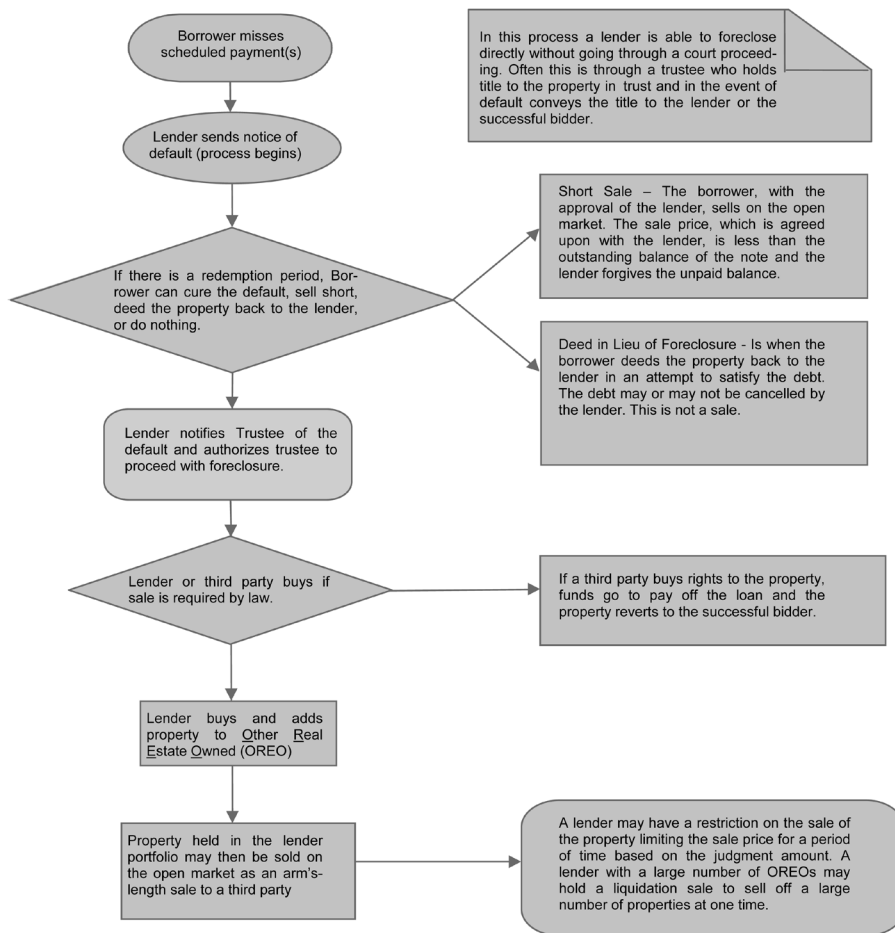 Borrower misses
scheduled payment(s)
In this process a lender is able to foreclose
directly without going through a court proceed-
ing. Often this is through a trustee who holds
title to the property in trust and in the event of
default conveys the title to the lender or the
successful bidder.
Lender sends notice of
default (process begins)
Short Sale – The borrower, with the
approval of the lender, sells on the open
market. The sale price, which is agreed
upon with the lender, is less than the
outstanding balance of the note and the
lender forgives the unpaid balance.
If there is a redemption period, Bor-
rower can cure the default, sell short,
deed the property back to the lender,
or do nothing.
Deed in Lieu of Foreclosure - Is when the
borrower deeds the property back to the
lender in an attempt to satisfy the debt.
The debt may or may not be cancelled by
the lender. This is not a sale.
Lender notifies Trustee of the
default and authorizes trustee to
proceed with foreclosure.
Lender or third party buys if
sale is required by law.
If a third party buys rights to the property,
funds go to pay off the loan and the
property reverts to the successful bidder.
Lender buys and adds
property to Other Real
Estate Owned (OREO)
Property held in the lender
portfolio may then be sold on
the open market as an arm's-
length sale to a third party
A lender may have a restriction on the sale of
the property limiting the sale price for a period
of time based on the judgment amount. A
lender with a large number of OREOs may
hold a liquidation sale to sell off a large
number of properties at one time.